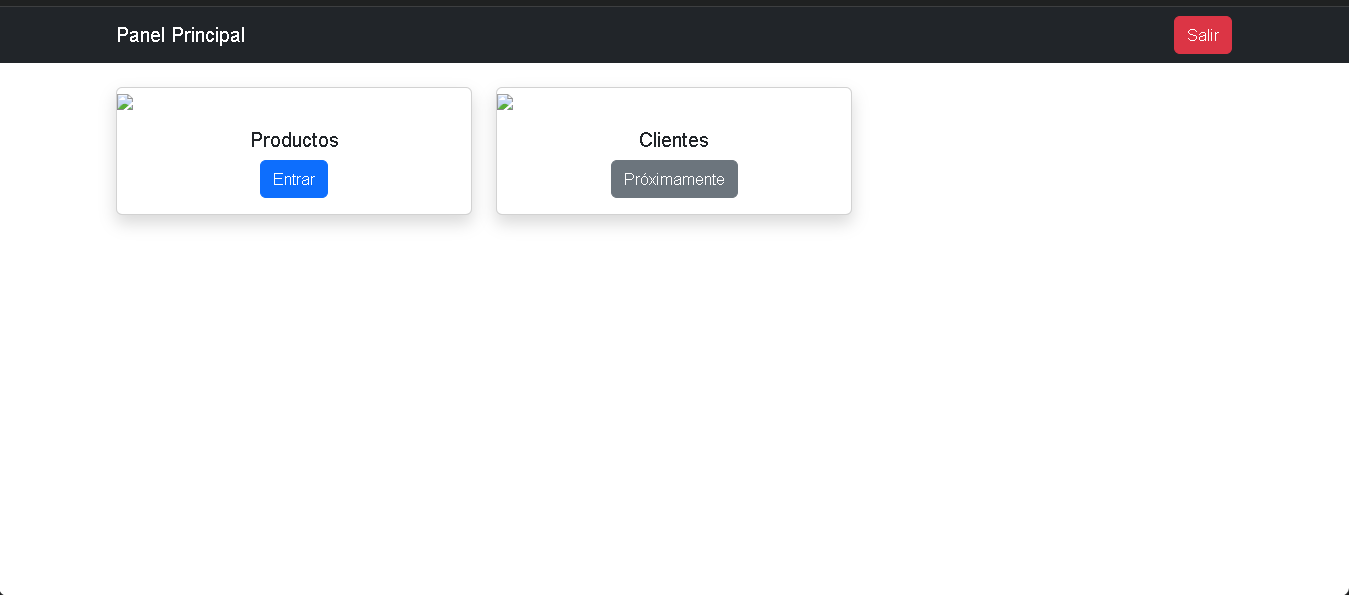 Panel Principal
Salir
Productos
Entrar
Clientes
Próximamente